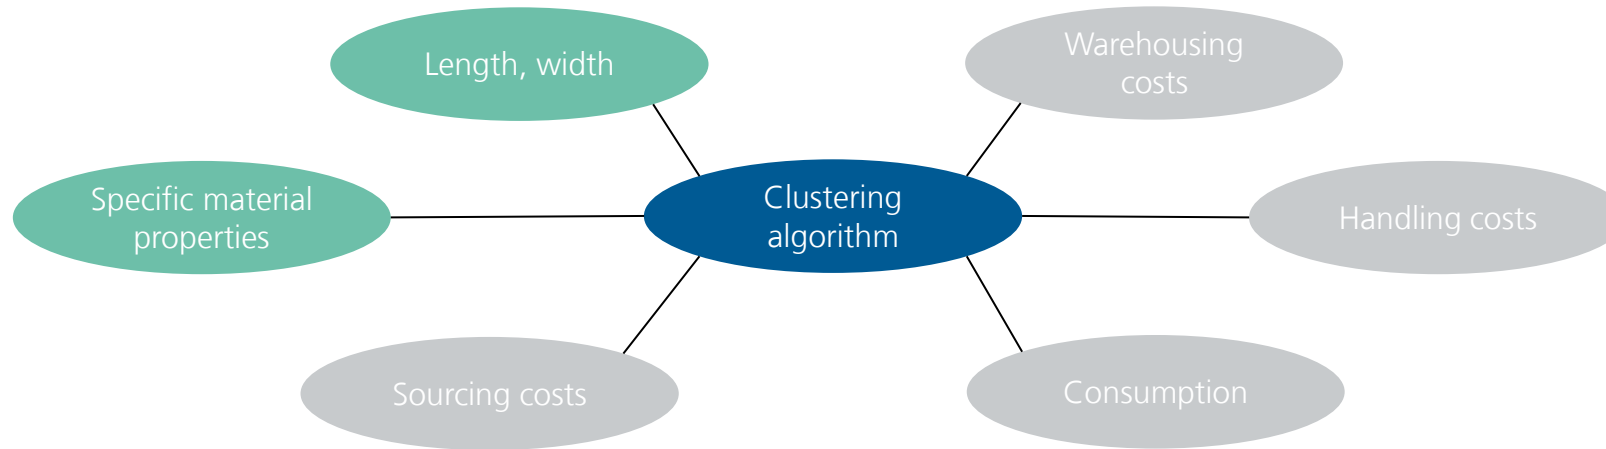 Length, width
Warehousing
costs
Specific material
properties
Clustering
algorithm
Handling costs
Sourcing costs
Consumption